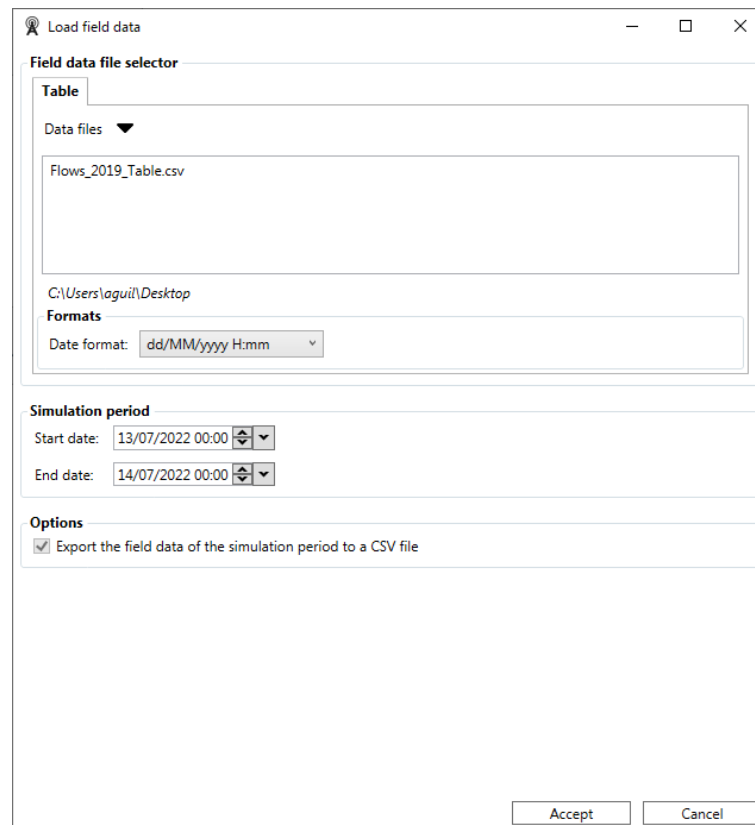 Load field data
Field data file selector
Table
Data files
Flows_2019_Table.csv
C:\Users\aguil\Desktop
Formats
Date format: dd/MM/yyyy H:mm
Simulation period
Start date: 13/07/2022 00:00
End date: 14/07/2022 00:00
Options
Export the field data of the simulation period to a CSV file
Accept Cancel